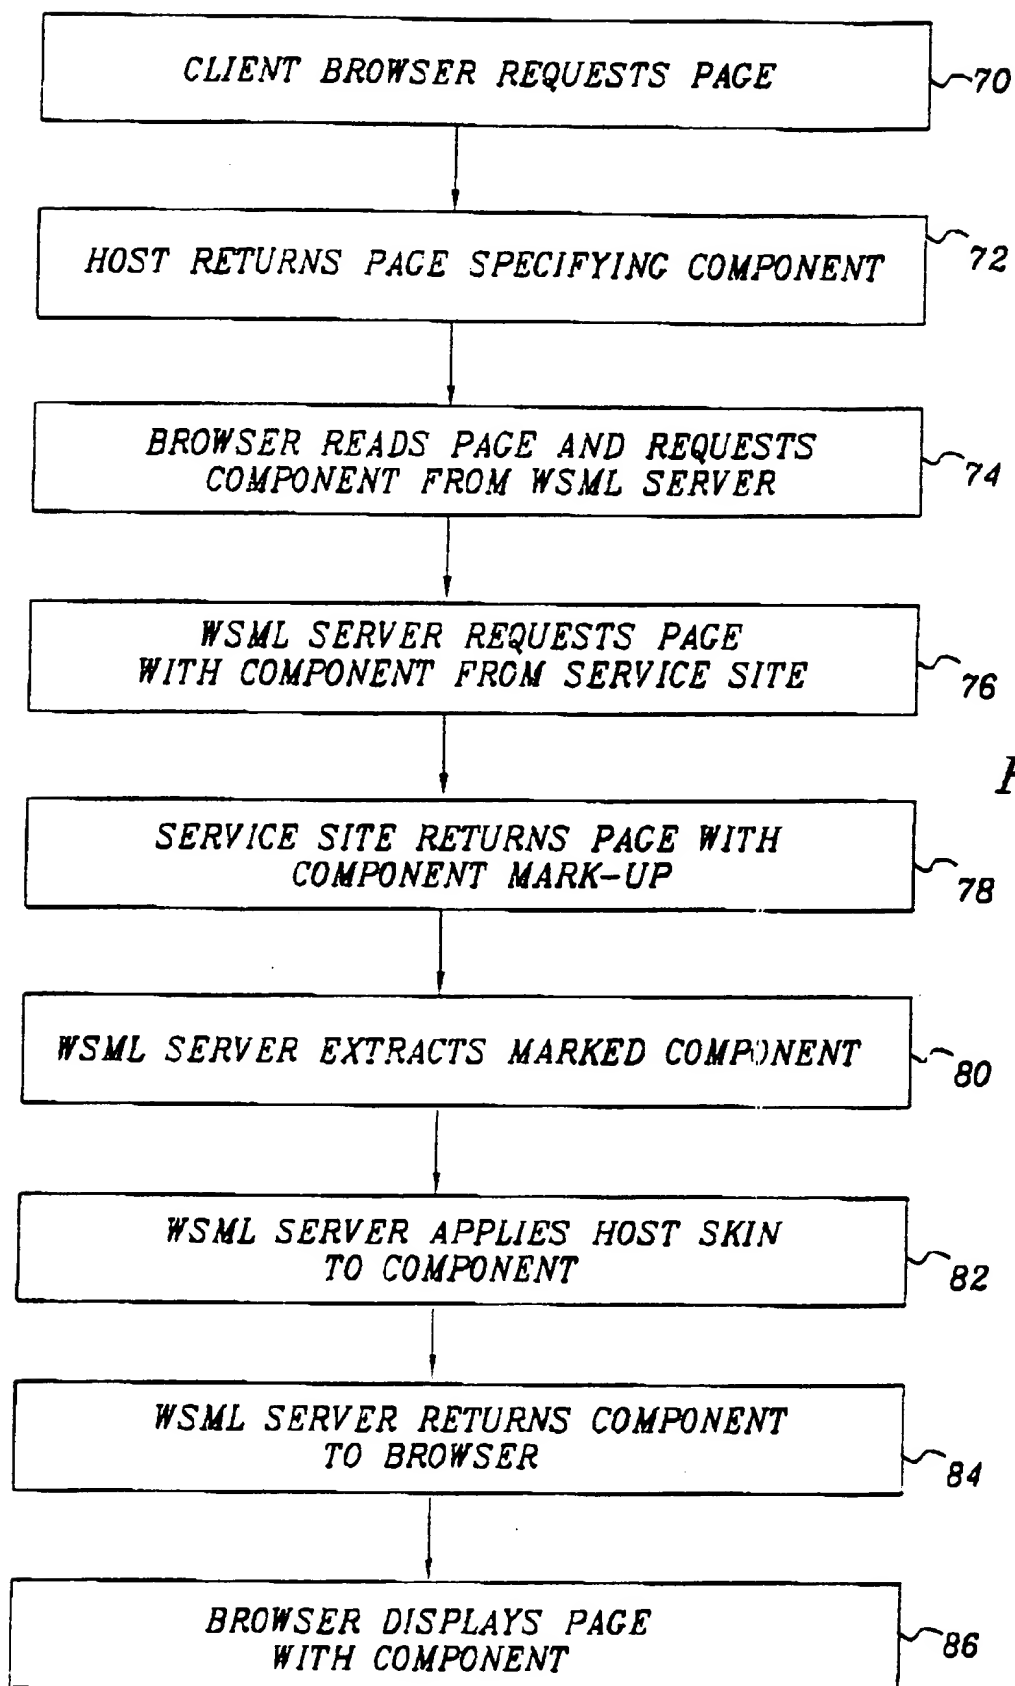 CLIENT BROWSER REQUESTS PAGE
70
HOST RETURNS PAGE SPECIFYING COMPONENT
72
BROWSER READS PAGE AND REQUESTS
COMPONENT FROM WSML SERVER
74
WSML SERVER REQUESTS PAGE
WITH COMPONENT FROM SERVICE SITE
76
SERVICE SITE RETURNS PAGE WITH
COMPONENT MARK-UP
78
WSML SERVER EXTRACTS MARKED COMPONENT
80
WSML SERVER APPLIES HOST SKIN
TO COMPONENT
82
WSML SERVER RETURNS COMPONENT
TO BROWSER
84
BROWSER DISPLAYS PAGE
WITH COMPONENT
86